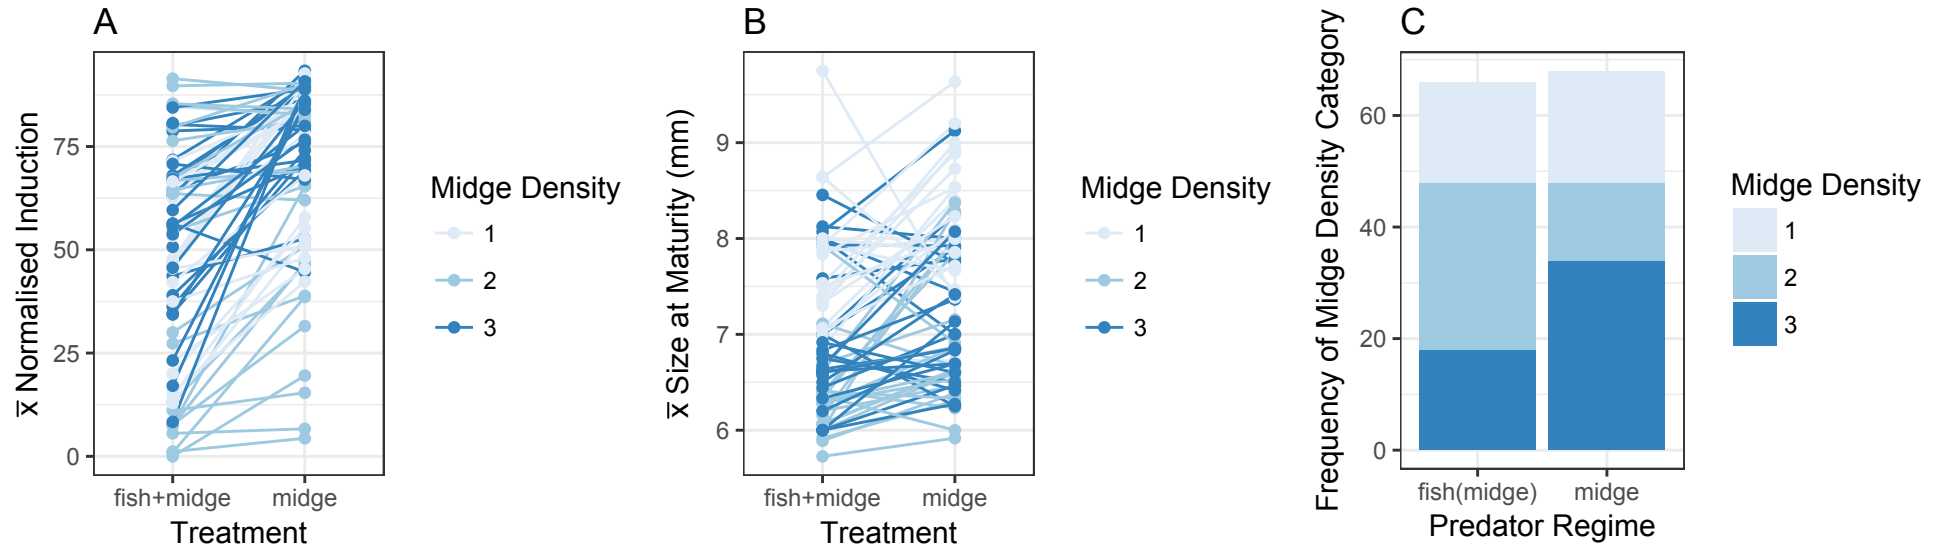 A
x̅ Normalised Induction
75
50
25
0
fish+midge midge
Treatment
Midge Density
1
2
3
B
x̅ Size at Maturity (mm)
9
8
7
6
fish+midge midge
Treatment
Midge Density
1
2
3
C
Frequency of Midge Density Category
60
40
20
0
fish(midge) midge
Predator Regime
Midge Density
1
2
3